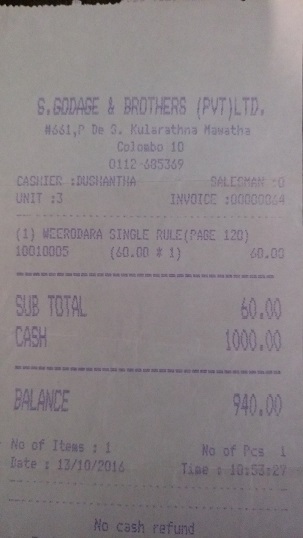 S.GODAGE & BROTHERS (PVT)LTD.
#661,P De S. Kularathna Mawatha
Colombo 10
0112-685369
CASHIER :DUSHANTHA SALESMAN :0
UNIT :3 INVOICE :00000064
(1) WEERODARA SINGLE RULE(PAGE 120)
10010005 (60.00 # 1) 60.00
SUB TOTAL 60.00
CASH 1000.00
BALANCE 940.00
No of Items : 1 No of Pcs 1
Date : 13/10/2016 Time : 10:53:27
No cash refund